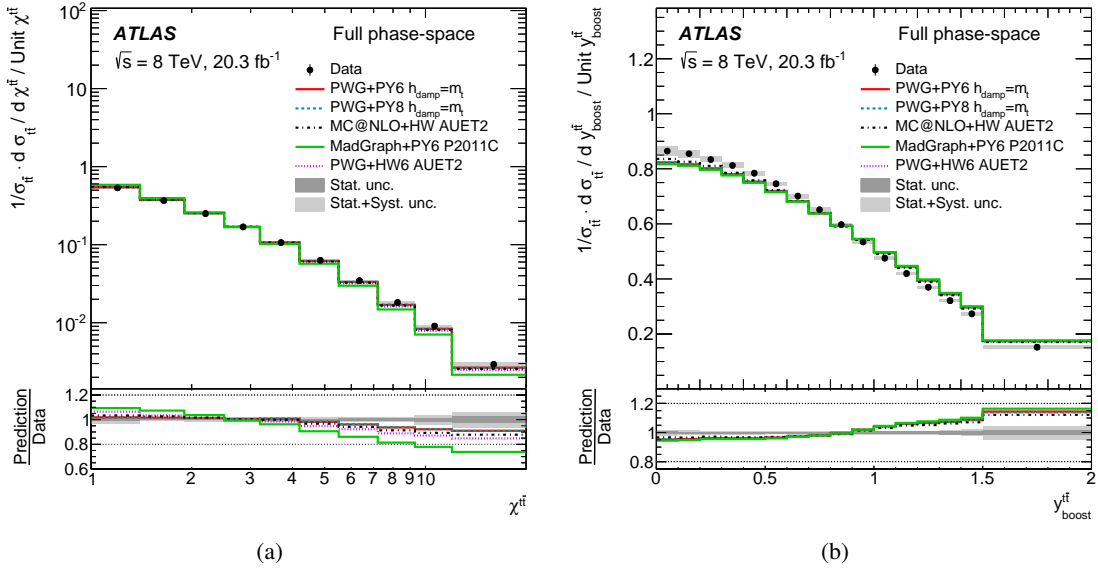 ATLAS Full phase-space
√s = 8 TeV, 20.3 fb⁻¹
Data
PWG+PY6 h_damp=m_t
PWG+PY8 h_damp=m_t
MC@NLO+HW AUET2
MadGraph+PY6 P2011C
PWG+HW6 AUET2
Stat. unc.
Stat.+Syst. unc.
1/σ_tt̄ · d σ_tt̄ / d χ^tt̄ / Unit χ^tt̄
10²
10
1
10⁻¹
10⁻²
Prediction
Data
1.2
1
0.8
0.6
1 2 3 4 5 6 7 8 9 10
χ^tt̄
(a)
ATLAS Full phase-space
√s = 8 TeV, 20.3 fb⁻¹
Data
PWG+PY6 h_damp=m_t
PWG+PY8 h_damp=m_t
MC@NLO+HW AUET2
MadGraph+PY6 P2011C
PWG+HW6 AUET2
Stat. unc.
Stat.+Syst. unc.
1/σ_tt̄ · d σ_tt̄ / d y_boost^tt̄ / Unit y_boost^tt̄
1.2
1
0.8
0.6
0.4
0.2
Prediction
Data
1.2
1
0.8
0 0.5 1 1.5 2
y_boost^tt̄
(b)